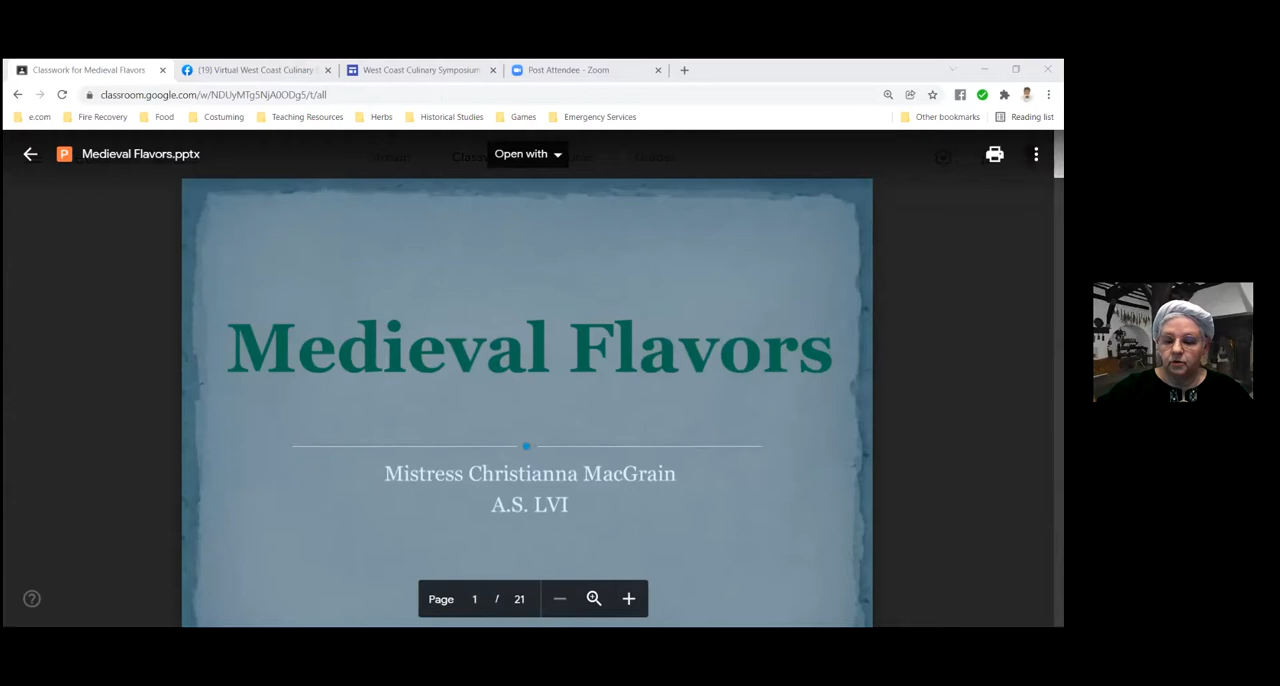 Classwork for Medieval Flavors
(19) Virtual West Coast Culinary
West Coast Culinary Symposium
Post Attendee - Zoom
classroom.google.com/w/NDUyMTg5NjA0ODg5/t/all
e.com
Fire Recovery
Food
Costuming
Teaching Resources
Herbs
Historical Studies
Games
Emergency Services
Other bookmarks
Reading list
P
Medieval Flavors.pptx
Open with
Medieval Flavors
Mistress Christianna MacGrain
A.S. LVI
Page 1 / 21